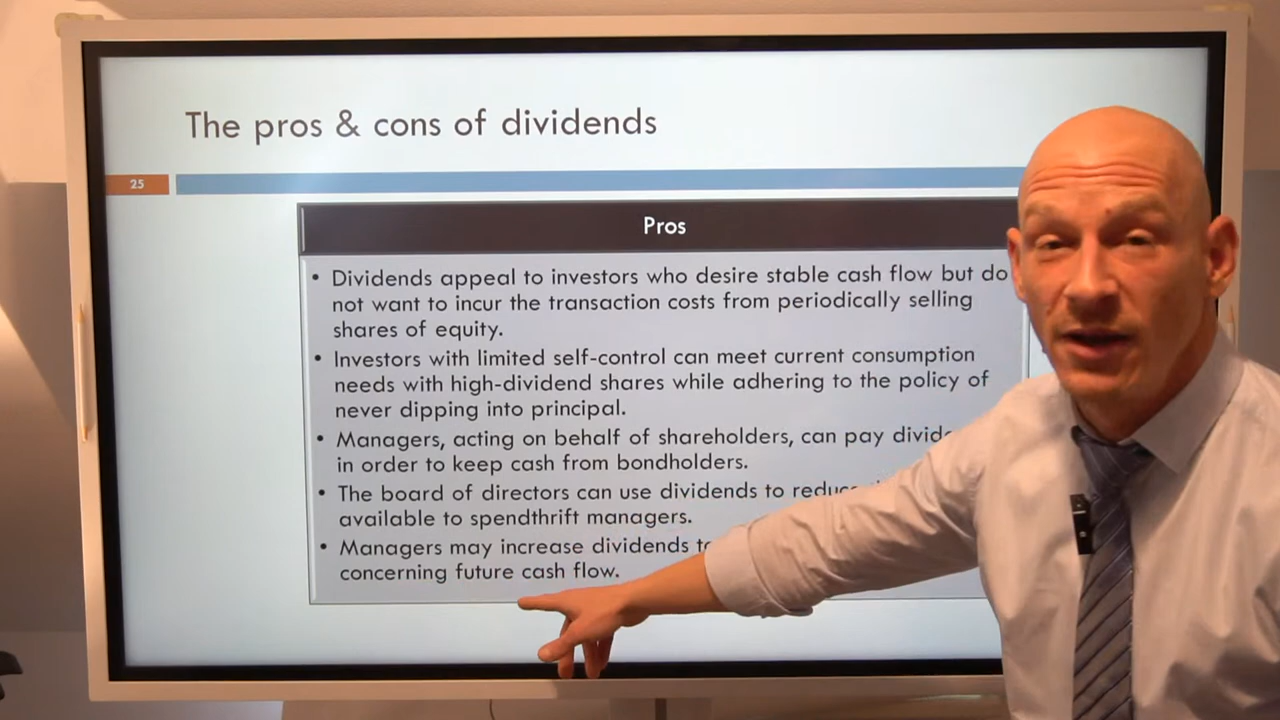 The pros & cons of dividends
25
Pros
• Dividends appeal to investors who desire stable cash flow but do
not want to incur the transaction costs from periodically selling
shares of equity.
• Investors with limited self-control can meet current consumption
needs with high-dividend shares while adhering to the policy of
never dipping into principal.
• Managers, acting on behalf of shareholders, can pay
in order to keep cash from bondholders.
• The board of directors can use dividends to
available to spendthrift managers.
• Managers may increase dividends
concerning future cash flow.